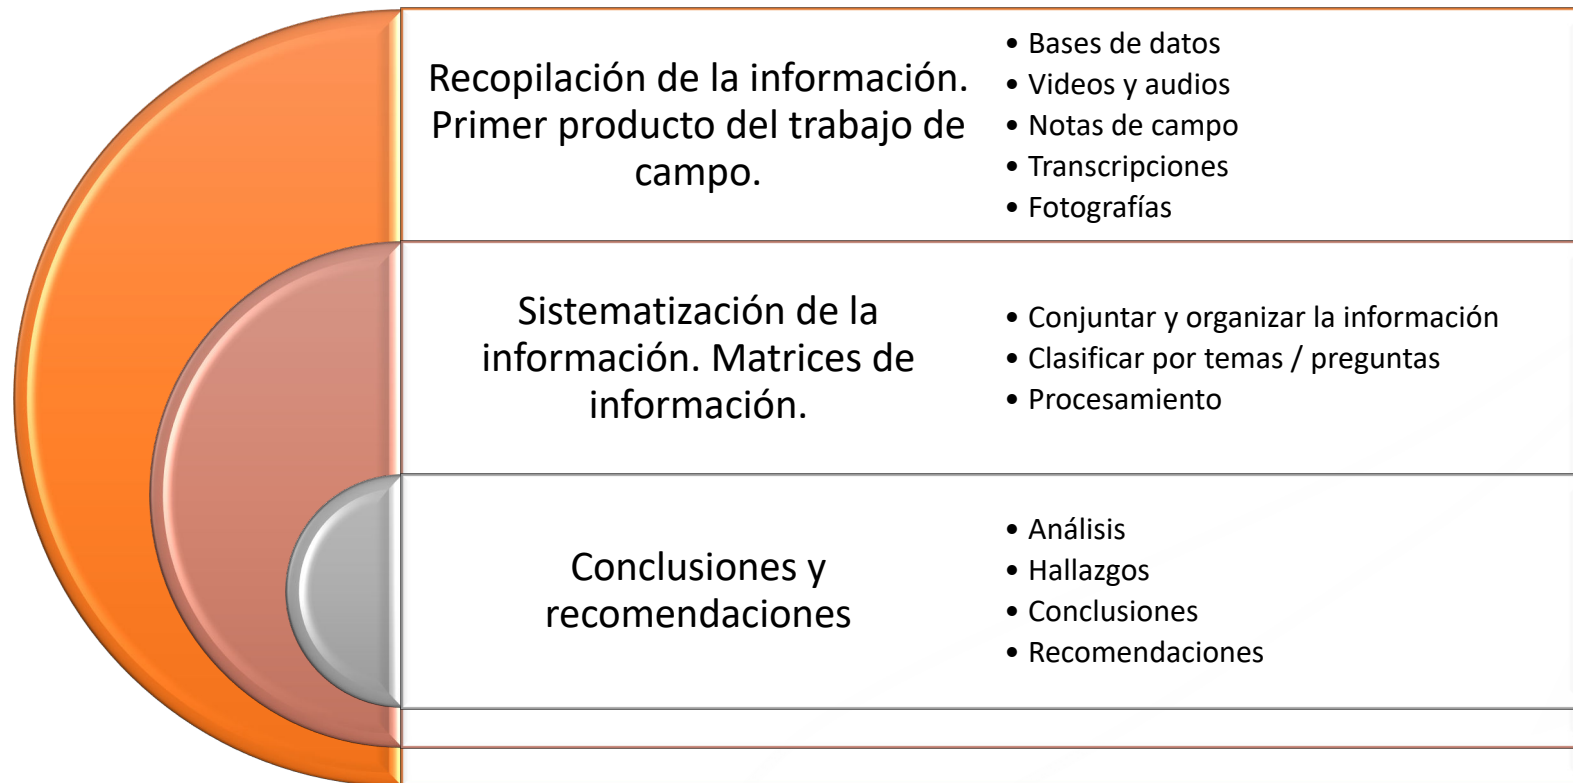 Recopilación de la información.
Primer producto del trabajo de
campo.
• Bases de datos
• Videos y audios
• Notas de campo
• Transcripciones
• Fotografías
Sistematización de la
información. Matrices de
información.
• Conjuntar y organizar la información
• Clasificar por temas / preguntas
• Procesamiento
Conclusiones y
recomendaciones
• Análisis
• Hallazgos
• Conclusiones
• Recomendaciones